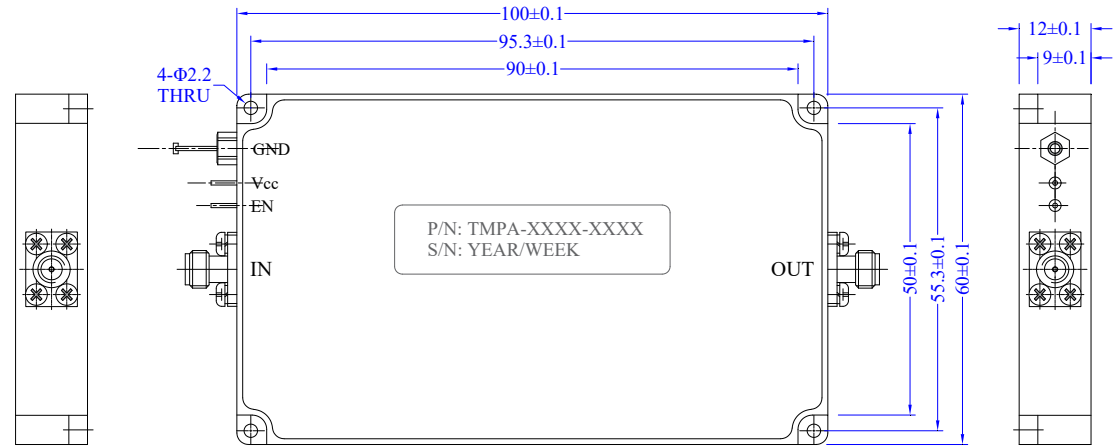 100±0.1
95.3±0.1
90±0.1
12±0.1
9±0.1
4-Φ2.2
THRU
GND
Vcc
EN
P/N: TMPA-XXXX-XXXX
S/N: YEAR/WEEK
IN
OUT
50±0.1
55.3±0.1
60±0.1